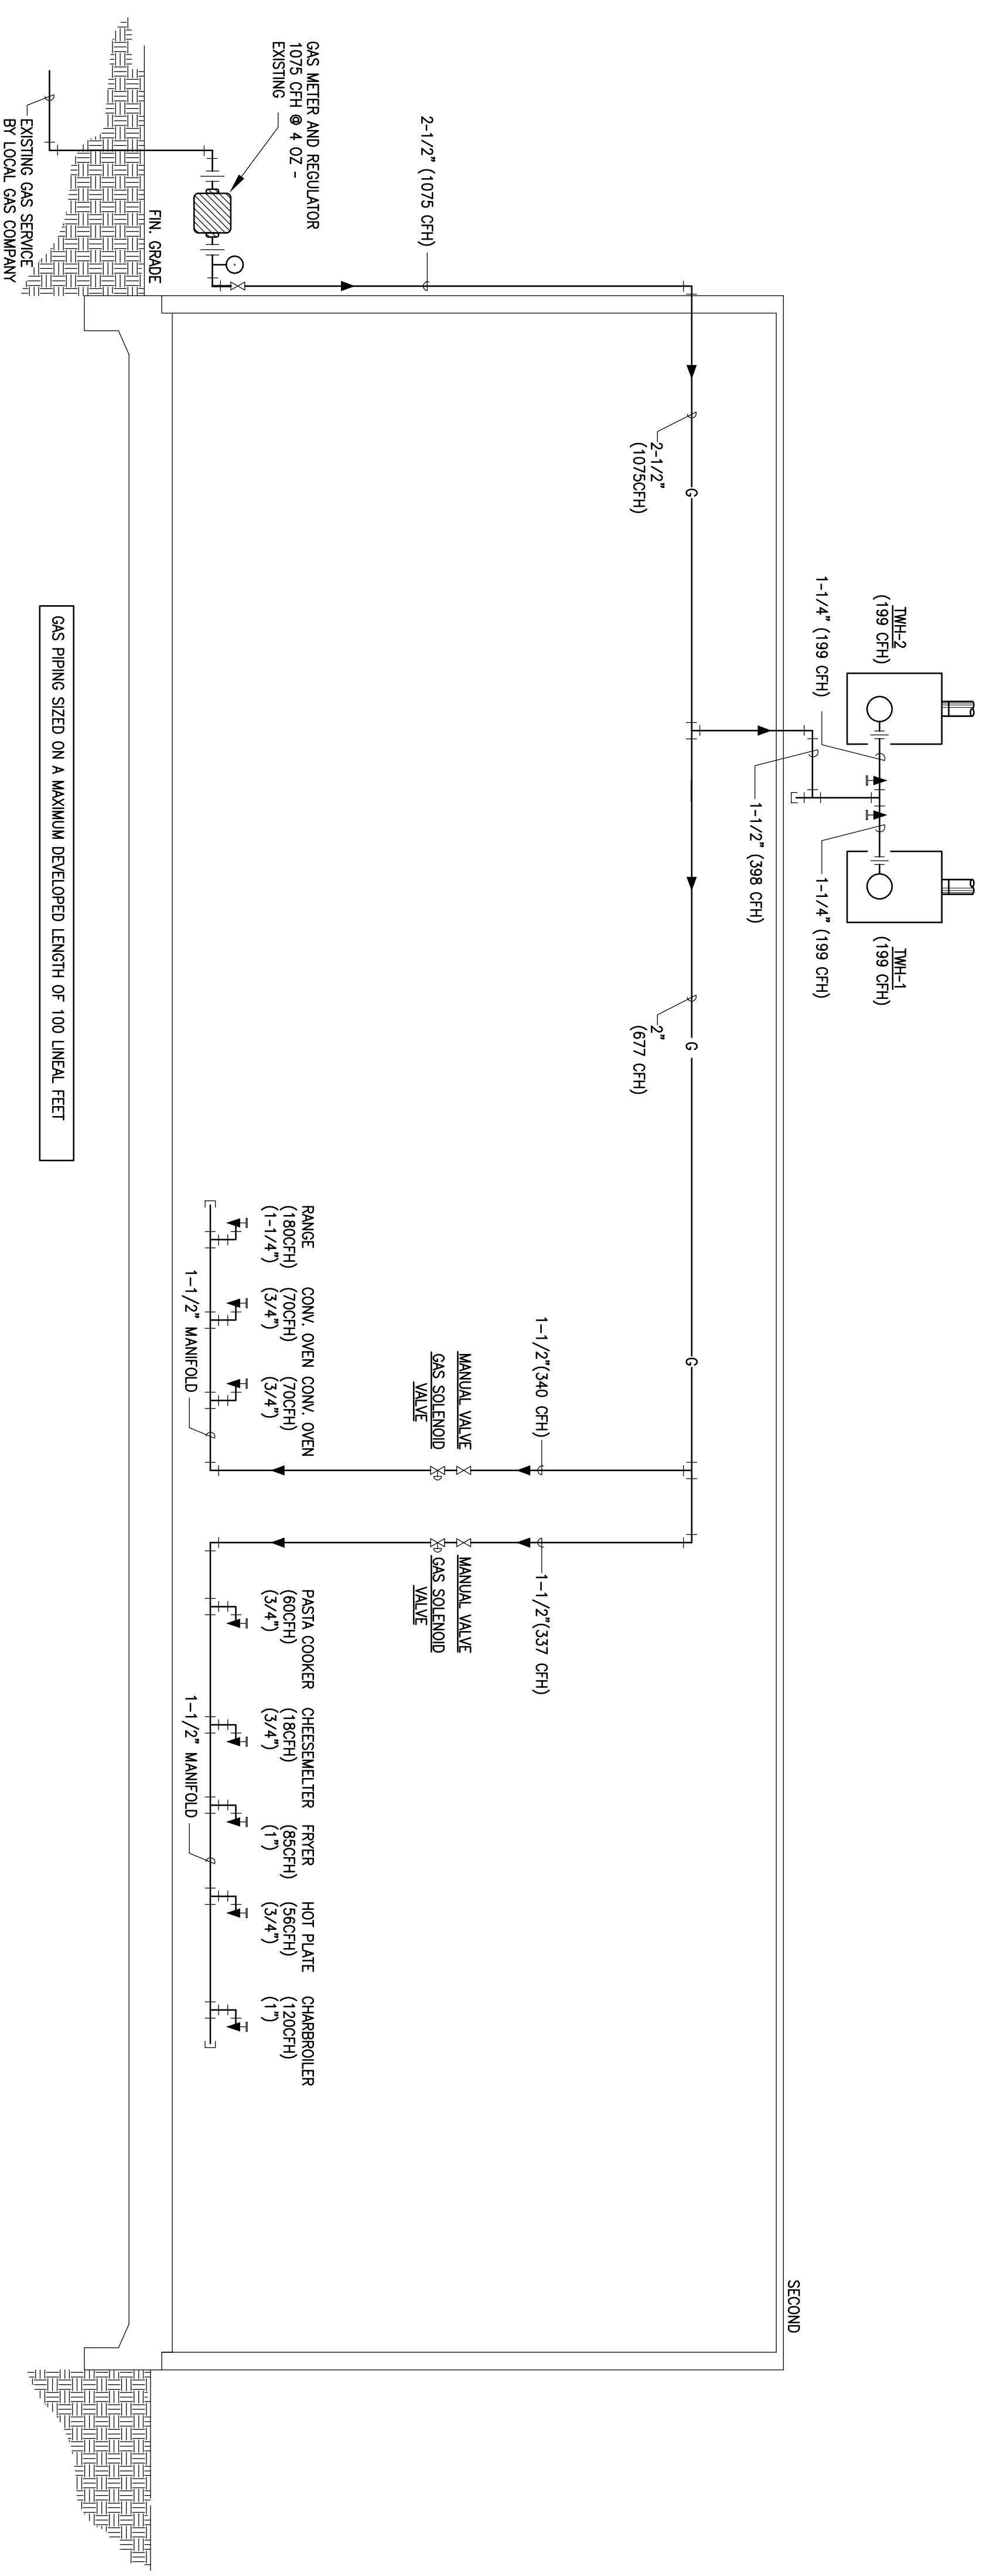 SECOND
TWH-2
(199 CFH)
TWH-1
(199 CFH)
1-1/4" (199 CFH)
1-1/4" (199 CFH)
1-1/2" (398 CFH)
2-1/2"
(1075CFH)
G
2"
(677 CFH)
G
G
2-1/2" (1075 CFH)
1-1/2"(340 CFH)
1-1/2"(337 CFH)
MANUAL VALVE
GAS SOLENOID
VALVE
MANUAL VALVE
GAS SOLENOID
VALVE
GAS METER AND REGULATOR
1075 CFH @ 4 OZ -
EXISTING
RANGE
(180CFH)
(1-1/4")
CONV. OVEN
(70CFH)
(3/4")
CONV. OVEN
(70CFH)
(3/4")
PASTA COOKER
(60CFH)
(3/4")
CHEESEMELTER
(18CFH)
(3/4")
FRYER
(85CFH)
(1")
HOT PLATE
(56CFH)
(3/4")
CHARBROILER
(120CFH)
(1")
1-1/2" MANIFOLD
1-1/2" MANIFOLD
FIN. GRADE
EXISTING GAS SERVICE
BY LOCAL GAS COMPANY
GAS PIPING SIZED ON A MAXIMUM DEVELOPED LENGTH OF 100 LINEAL FEET